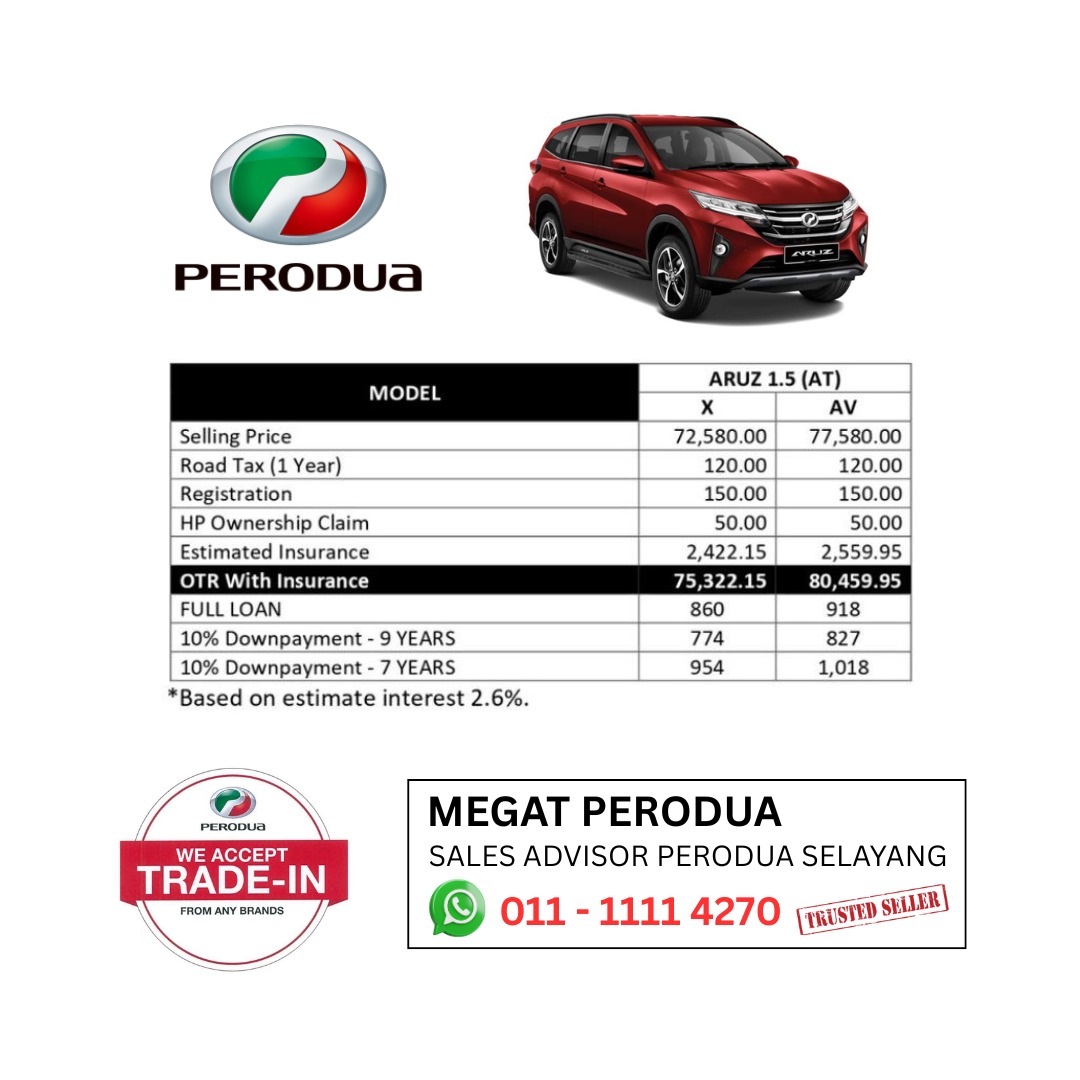 PERODUA
ARUZ
MODEL
ARUZ 1.5 (AT)
X AV
Selling Price 72,580.00 77,580.00
Road Tax (1 Year) 120.00 120.00
Registration 150.00 150.00
HP Ownership Claim 50.00 50.00
Estimated Insurance 2,422.15 2,559.95
OTR With Insurance 75,322.15 80,459.95
FULL LOAN 860 918
10% Downpayment - 9 YEARS 774 827
10% Downpayment - 7 YEARS 954 1,018
*Based on estimate interest 2.6%.
PERODUA
WE ACCEPT
TRADE-IN
FROM ANY BRANDS
MEGAT PERODUA
SALES ADVISOR PERODUA SELAYANG
011 - 1111 4270
TRUSTED SELLER